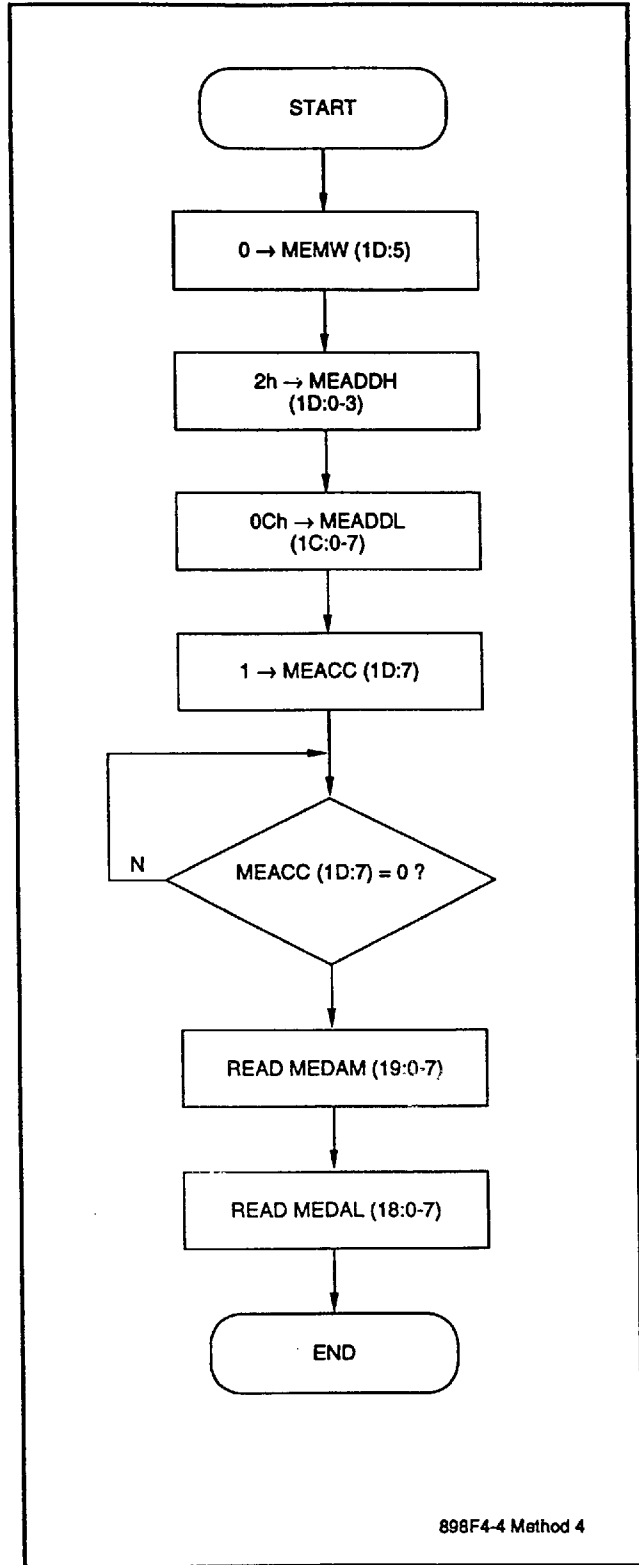 START
0 → MEMW (1D:5)
2h → MEADDH
(1D:0-3)
0Ch → MEADDL
(1C:0-7)
1 → MEACC (1D:7)
MEACC (1D:7) = 0 ?
N
READ MEDAM (19:0-7)
READ MEDAL (18:0-7)
END
898F4-4 Method 4